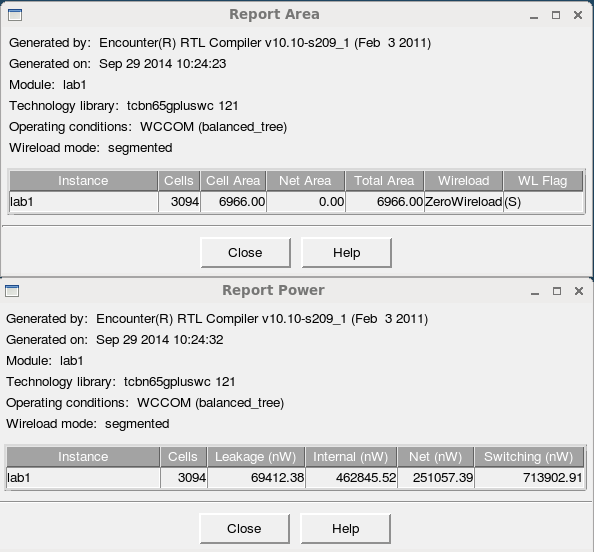 Report Area
Generated by: Encounter(R) RTL Compiler v10.10-s209_1 (Feb 3 2011)
Generated on: Sep 29 2014 10:24:23
Module: lab1
Technology library: tcbn65gpluswc 121
Operating conditions: WCCOM (balanced_tree)
Wireload mode: segmented
Instance Cells Cell Area Net Area Total Area Wireload WL Flag
lab1 3094 6966.00 0.00 6966.00 ZeroWireload (S)
Close Help
Report Power
Generated by: Encounter(R) RTL Compiler v10.10-s209_1 (Feb 3 2011)
Generated on: Sep 29 2014 10:24:32
Module: lab1
Technology library: tcbn65gpluswc 121
Operating conditions: WCCOM (balanced_tree)
Wireload mode: segmented
Instance Cells Leakage (nW) Internal (nW) Net (nW) Switching (nW)
lab1 3094 69412.38 462845.52 251057.39 713902.91
Close Help